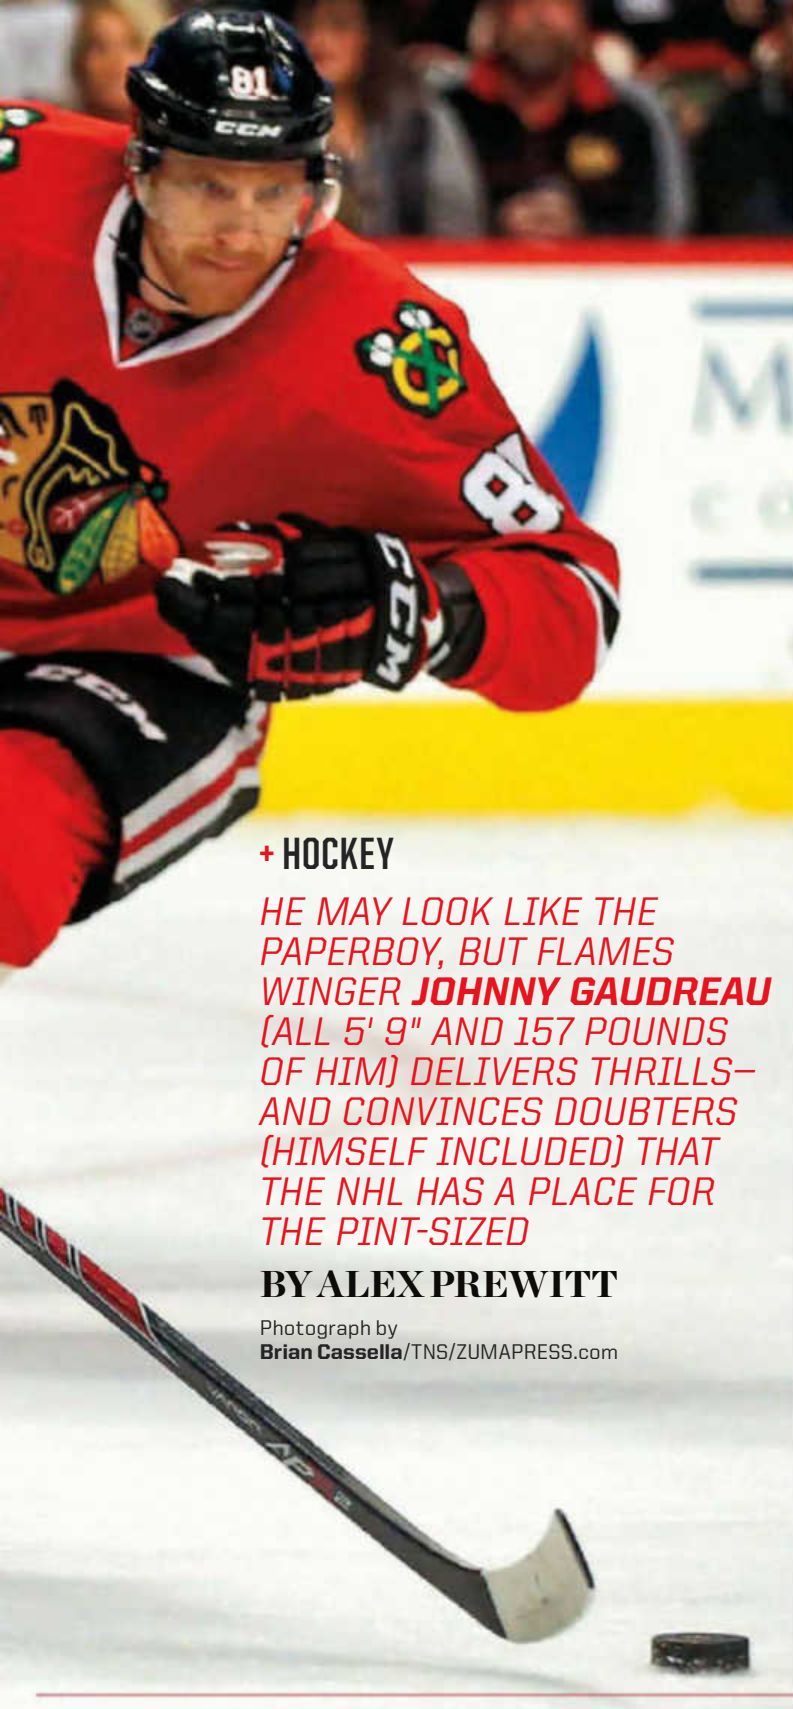 81
CCM
8
CCM
CCM
M
CO
+ HOCKEY
HE MAY LOOK LIKE THE
PAPERBOY, BUT FLAMES
WINGER JOHNNY GAUDREAU
(ALL 5' 9" AND 157 POUNDS
OF HIM) DELIVERS THRILLS—
AND CONVINCES DOUBTERS
(HIMSELF INCLUDED) THAT
THE NHL HAS A PLACE FOR
THE PINT-SIZED
BY ALEX PREWITT
Photograph by
Brian Cassella/TNS/ZUMAPRESS.com